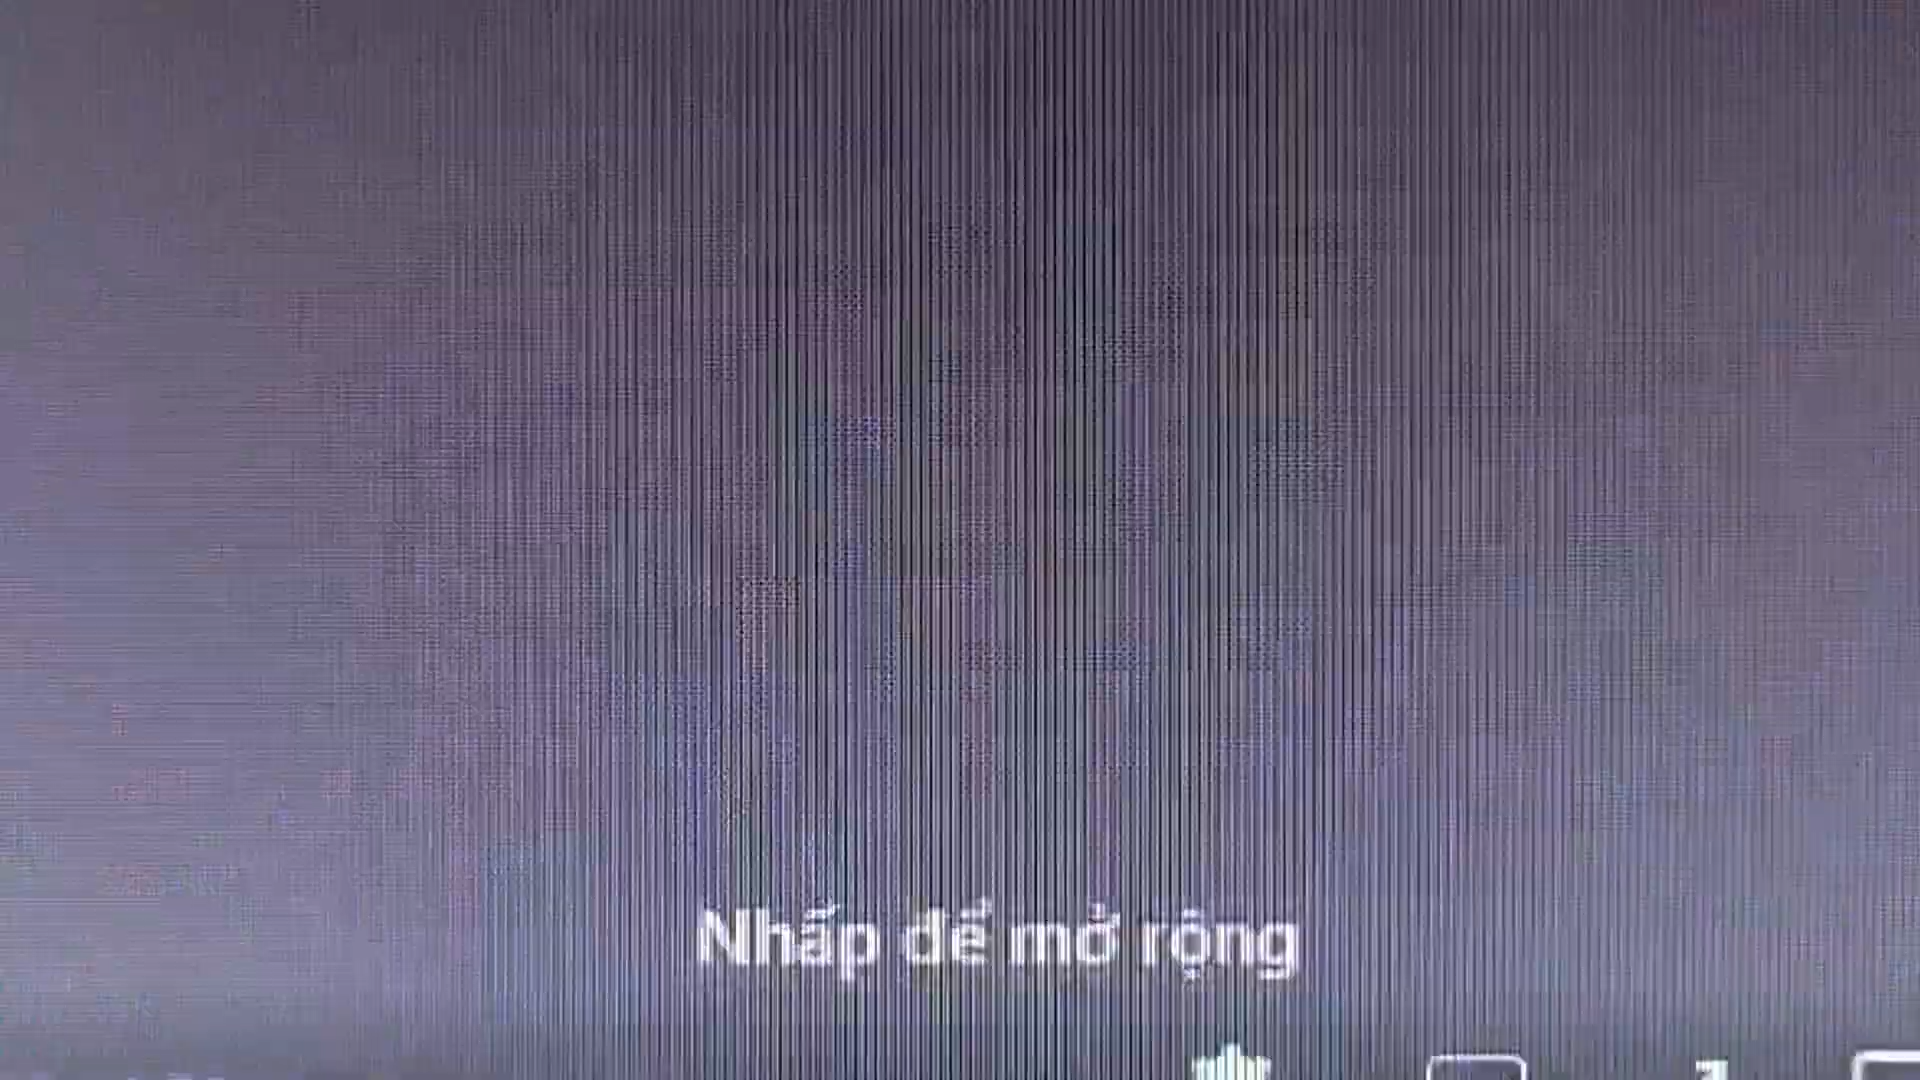 Nhấp để mở rộng